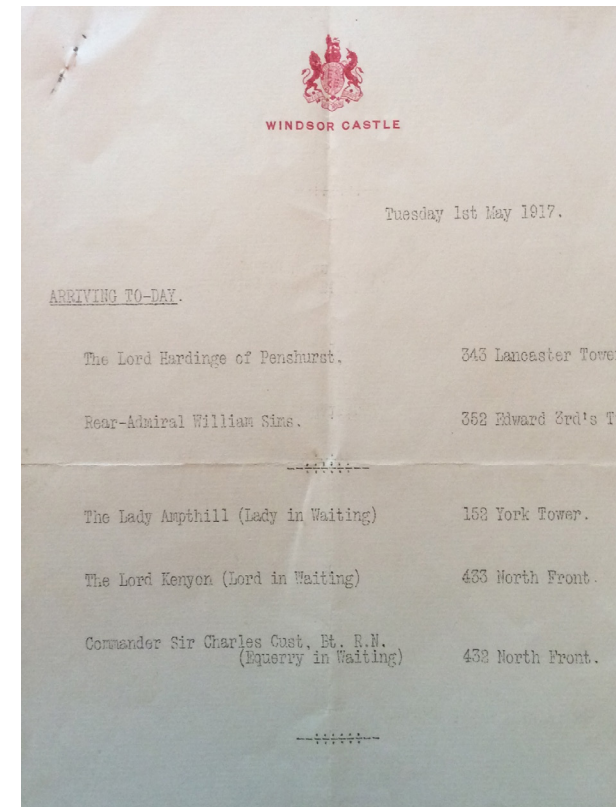 WINDSOR CASTLE
Tuesday 1st May 1917.
ARRIVING TO-DAY.
The Lord Hardinge of Penshurst. 343 Lancaster Tower
Rear-Admiral William Sims. 352 Edward 3rd's T
The Lady Ampthill (Lady in Waiting) 152 York Tower.
The Lord Kenyon (Lord in Waiting) 433 North Front.
Commander Sir Charles Cust, Bt. R.N.
(Equerry in Waiting) 432 North Front.